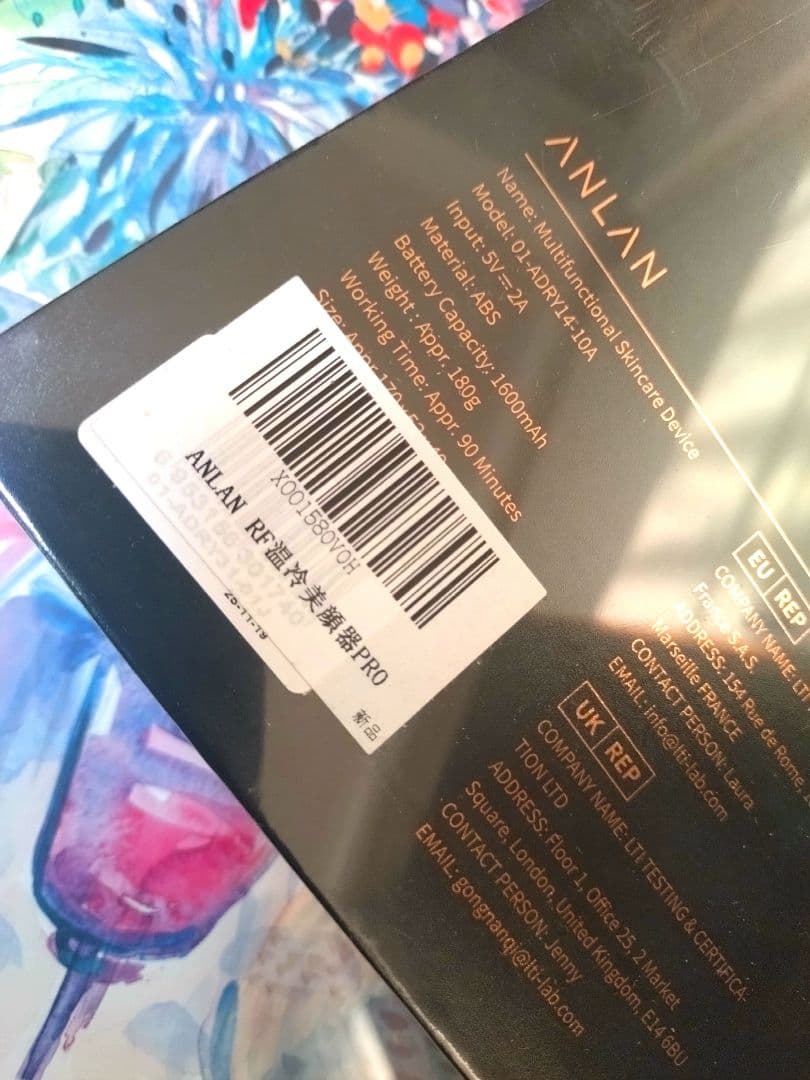 ANLAN
Name: Multifunctional Skincare Device
Model: 01-ADRY14-10A
Input: 5V⎓2A
Material: ABS
Battery Capacity: 1600mAh
Weight: Appr. 180g
Working Time: Appr. 90 Minutes
Size: App
X001580V0H
ANLAN RF温冷美顔器PRO
新品
EU REP
COMPANY NAME: LTI
France S.A.S.
ADDRESS: 154 Rue de Rome,
Marseille FRANCE
CONTACT PERSON: Laura
EMAIL: info@lti-lab.com
UK REP
COMPANY NAME: LTI TESTING & CERTIFICA-
TION LTD
ADDRESS: Floor 1, Office 25, 2 Market
Square, London, United Kingdom, E14 6BU
CONTACT PERSON: Jenny
EMAIL: gongnanqi@lti-lab.com